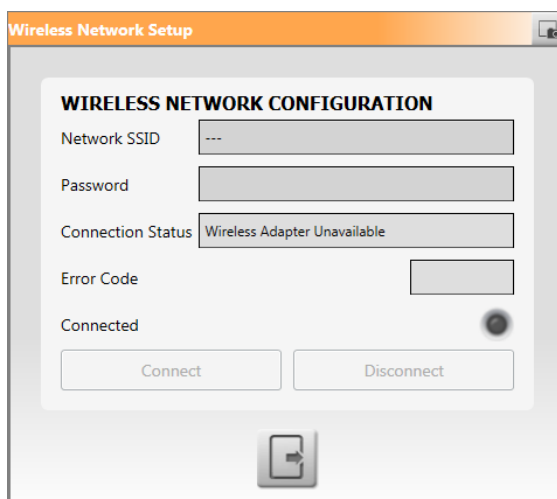 Wireless Network Setup
WIRELESS NETWORK CONFIGURATION
Network SSID ---
Password
Connection Status Wireless Adapter Unavailable
Error Code
Connected
Connect Disconnect